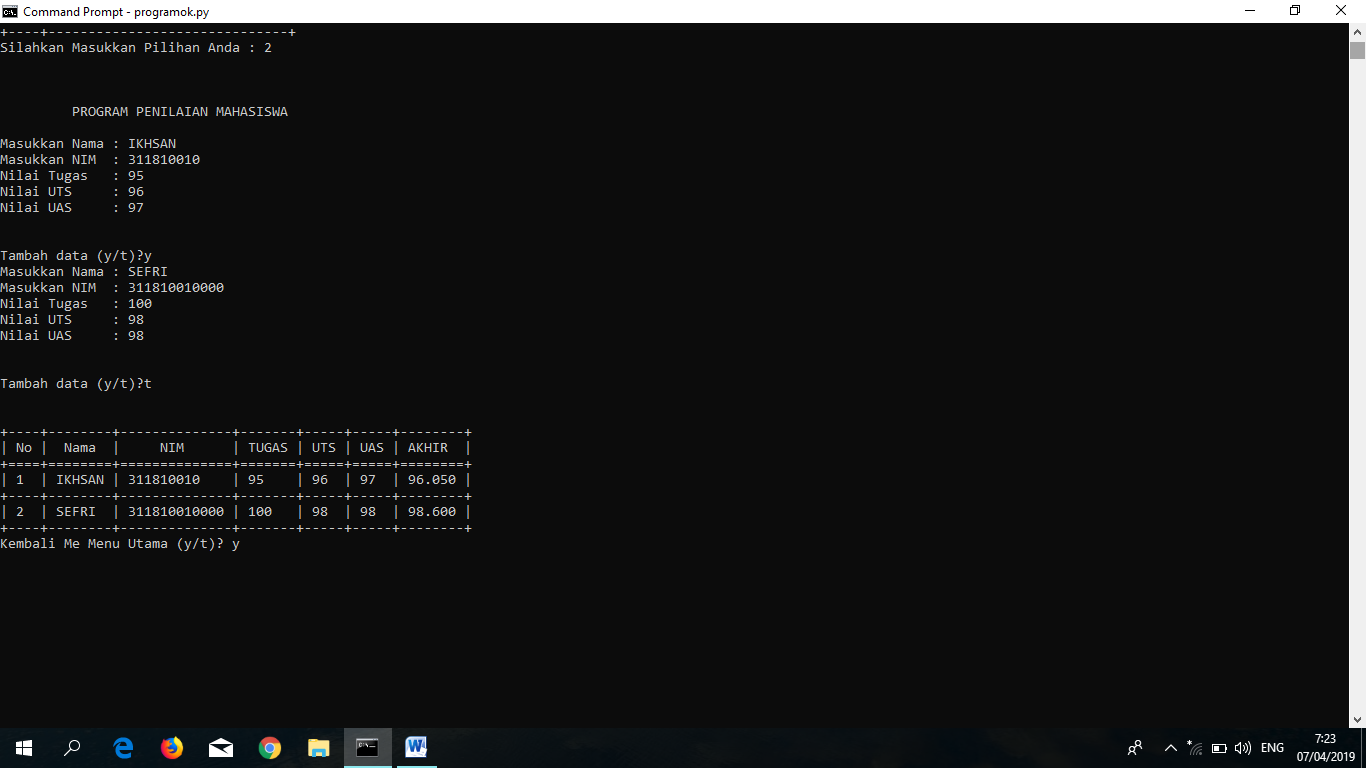 Command Prompt - programok.py
+----+------------------------------+
Silahkan Masukkan Pilihan Anda : 2
PROGRAM PENILAIAN MAHASISWA
Masukkan Nama : IKHSAN
Masukkan NIM  : 311810010
Nilai Tugas   : 95
Nilai UTS     : 96
Nilai UAS     : 97
Tambah data (y/t)?y
Masukkan Nama : SEFRI
Masukkan NIM  : 311810010000
Nilai Tugas   : 100
Nilai UTS     : 98
Nilai UAS     : 98
Tambah data (y/t)?t
+----+--------+--------------+-------+-----+-----+--------+
| No |  Nama  |     NIM      | TUGAS | UTS | UAS | AKHIR  |
+====+========+==============+=======+=====+=====+========+
| 1  | IKHSAN | 311810010    | 95    | 96  | 97  | 96.050 |
+----+--------+--------------+-------+-----+-----+--------+
| 2  | SEFRI  | 311810010000 | 100   | 98  | 98  | 98.600 |
+----+--------+--------------+-------+-----+-----+--------+
Kembali Me Menu Utama (y/t)? y
ENG
7:23
07/04/2019